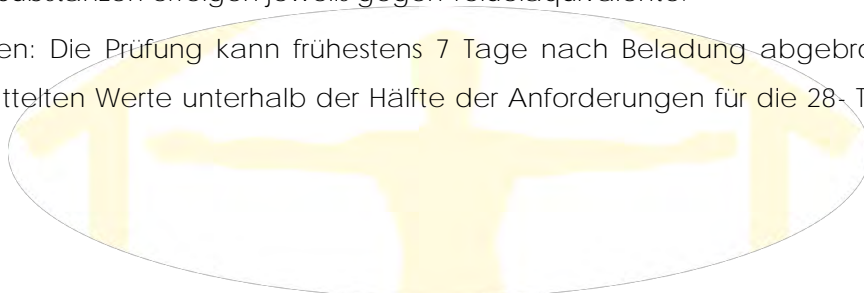 Substanzen erfolgen jeweils gegen Toluoläquivalente.
en: Die Prüfung kann frühestens 7 Tage nach Beladung abgebro
ttelten Werte unterhalb der Hälfte der Anforderungen für die 28- T